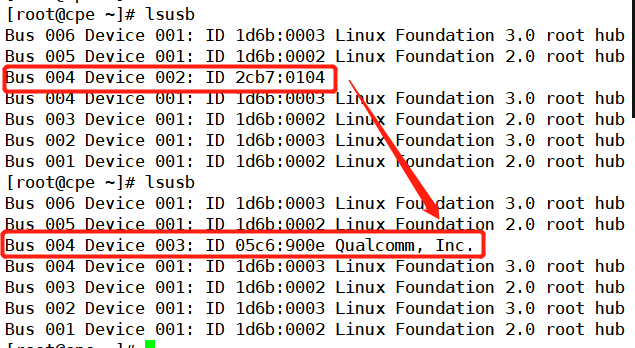 [root@cpe ~]# lsusb
Bus 006 Device 001: ID 1d6b:0003 Linux Foundation 3.0 root hub
Bus 005 Device 001: ID 1d6b:0002 Linux Foundation 2.0 root hub
Bus 004 Device 002: ID 2cb7:0104
Bus 004 Device 001: ID 1d6b:0003 Linux Foundation 3.0 root hub
Bus 003 Device 001: ID 1d6b:0002 Linux Foundation 2.0 root hub
Bus 002 Device 001: ID 1d6b:0003 Linux Foundation 3.0 root hub
Bus 001 Device 001: ID 1d6b:0002 Linux Foundation 2.0 root hub
[root@cpe ~]# lsusb
Bus 006 Device 001: ID 1d6b:0003 Linux Foundation 3.0 root hub
Bus 005 Device 001: ID 1d6b:0002 Linux Foundation 2.0 root hub
Bus 004 Device 003: ID 05c6:900e Qualcomm, Inc.
Bus 004 Device 001: ID 1d6b:0003 Linux Foundation 3.0 root hub
Bus 003 Device 001: ID 1d6b:0002 Linux Foundation 2.0 root hub
Bus 002 Device 001: ID 1d6b:0003 Linux Foundation 3.0 root hub
Bus 001 Device 001: ID 1d6b:0002 Linux Foundation 2.0 root hub
[root@cpe ~]#